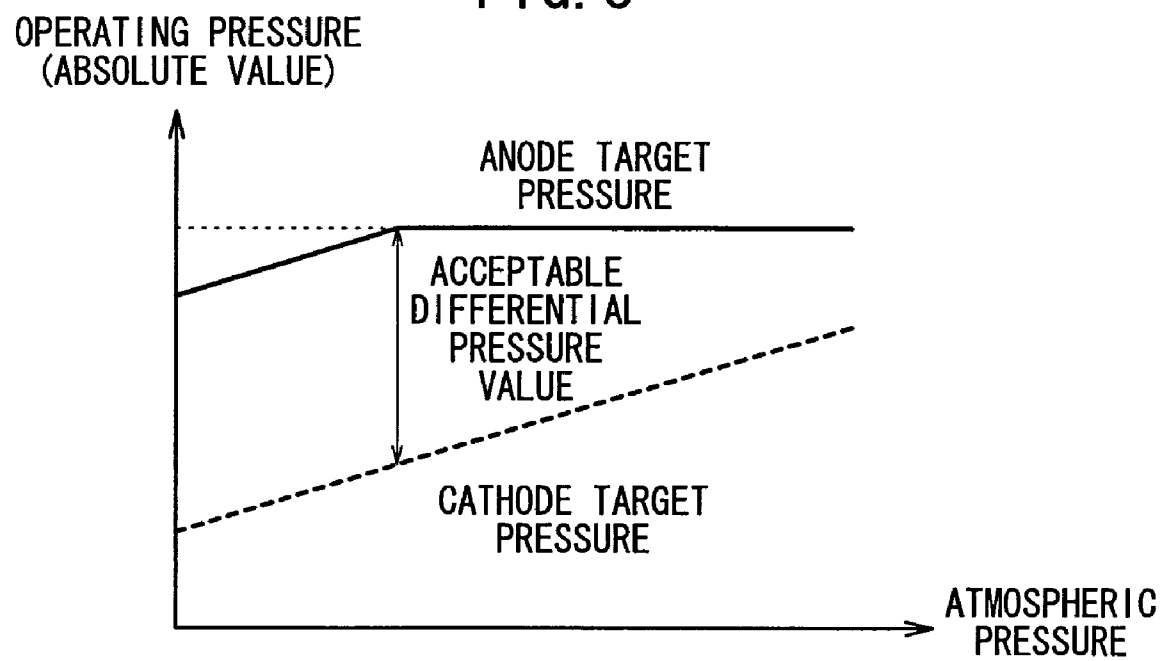 OPERATING PRESSURE
(ABSOLUTE VALUE)
ANODE TARGET
PRESSURE
ACCEPTABLE
DIFFERENTIAL
PRESSURE
VALUE
CATHODE TARGET
PRESSURE
ATMOSPHERIC
PRESSURE